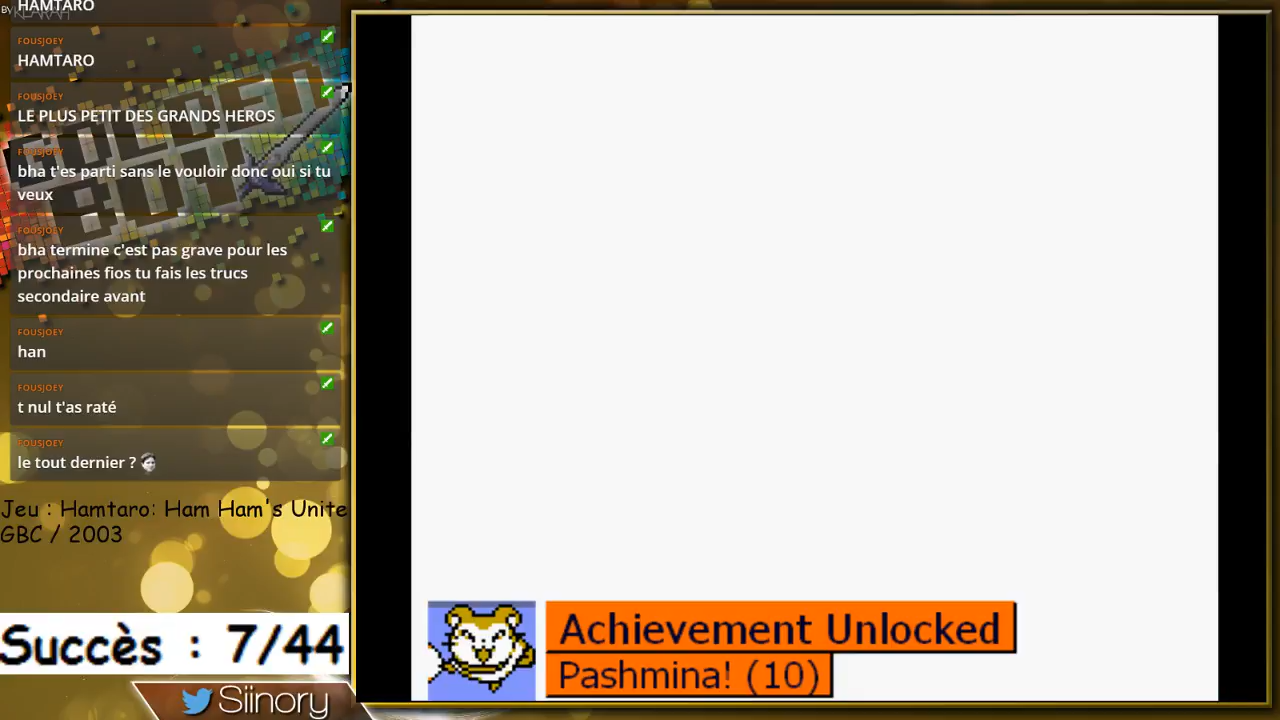 HAMTARO
BY KLARAH
FOUSJOEY
HAMTARO
FOUSJOEY
LE PLUS PETIT DES GRANDS HEROS
FOUSJOEY
bha t'es parti sans le vouloir donc oui si tu
veux
FOUSJOEY
bha termine c'est pas grave pour les
prochaines fios tu fais les trucs
secondaire avant
FOUSJOEY
han
FOUSJOEY
t nul t'as raté
FOUSJOEY
le tout dernier ?
Jeu : Hamtaro: Ham Ham's Unite
GBC / 2003
Succès : 7/44
Siinory
Achievement Unlocked
Pashmina! (10)